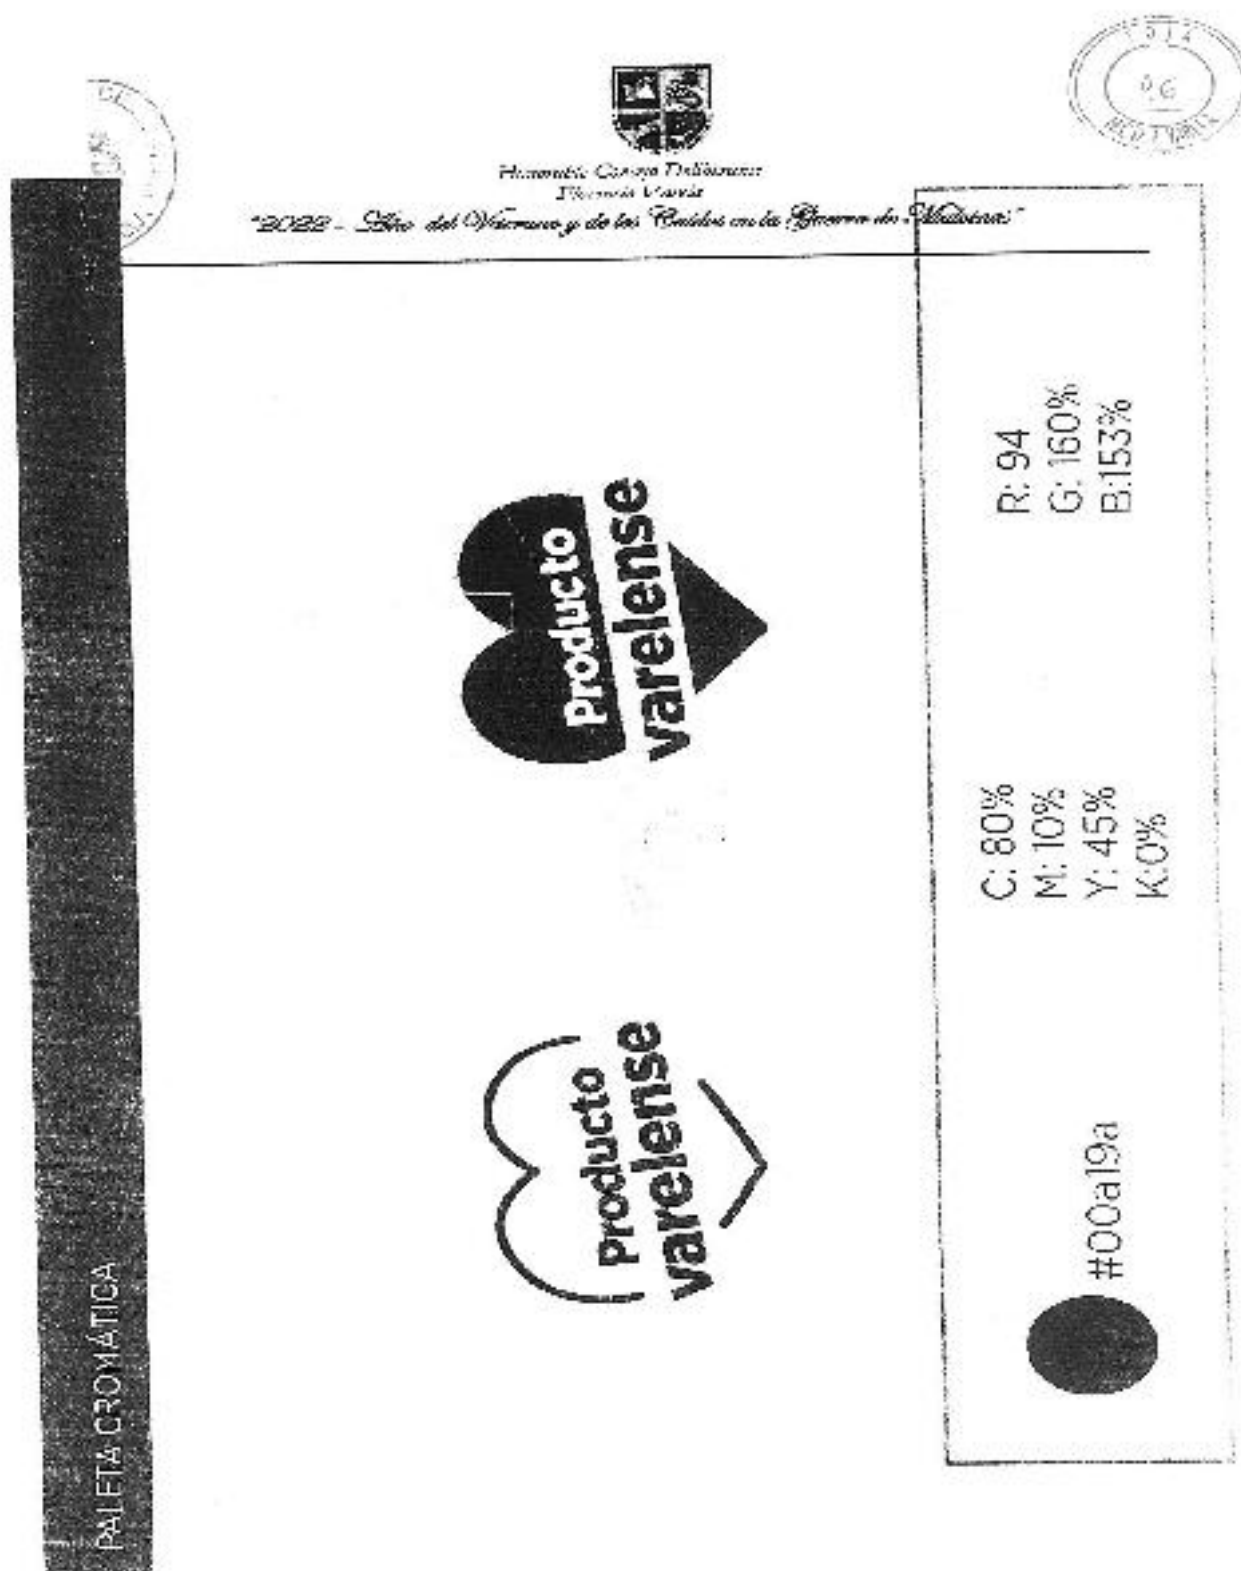 Honorable Concejo Deliberante
Florencio Varela
"2022 - Año del Veterano y de los Caídos en la Guerra de Malvinas"
PALETA CROMÁTICA
Producto
varelense
Producto
varelense
#00a19a
C: 80%
M: 10%
Y: 45%
K:0%
R: 94
G: 160%
B:153%